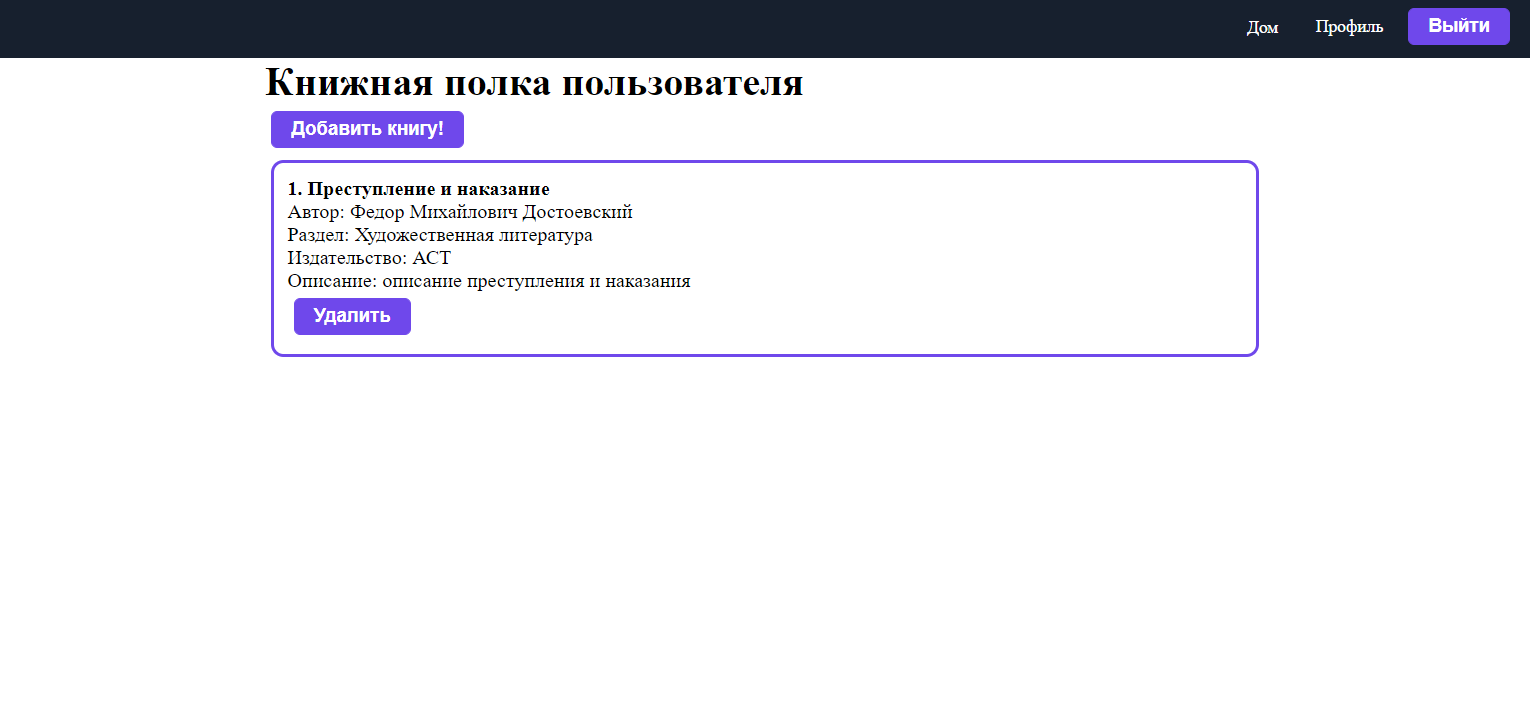 Дом Профиль Выйти
Книжная полка пользователя
Добавить книгу!
1. Преступление и наказание
Автор: Федор Михайлович Достоевский
Раздел: Художественная литература
Издательство: АСТ
Описание: описание преступления и наказания
Удалить